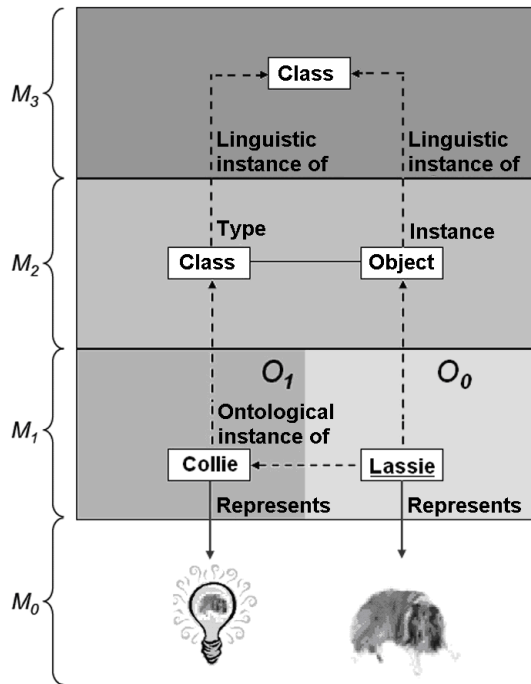 M3
Class
Linguistic
instance of
Linguistic
instance of
M2
Type
Instance
Class
Object
M1
O1
O0
Ontological
instance of
Collie
Lassie
Represents
Represents
M0